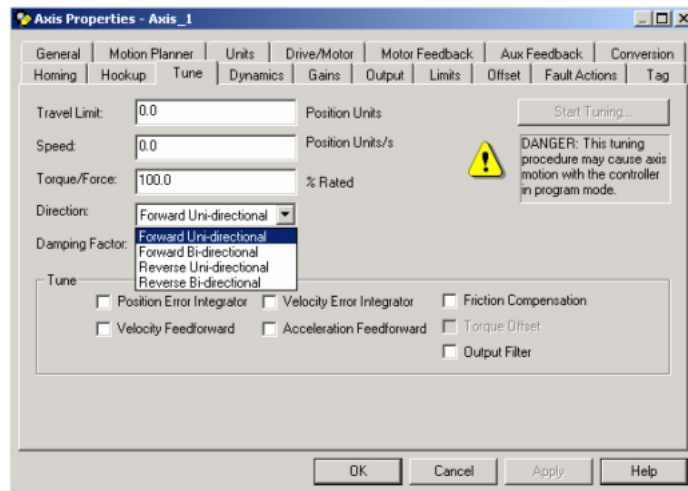 Axis Properties - Axis_1
General Motion Planner Units Drive/Motor Motor Feedback Aux Feedback Conversion
Homing Hookup Tune Dynamics Gains Output Limits Offset Fault Actions Tag
Travel Limit: 0.0 Position Units Start Tuning...
Speed: 0.0 Position Units/s
DANGER: This tuning
procedure may cause axis
motion with the controller
in program mode.
Torque/Force: 100.0 % Rated
Direction: Forward Uni-directional
Forward Uni-directional
Forward Bi-directional
Reverse Uni-directional
Reverse Bi-directional
Damping Factor:
Tune
Position Error Integrator Velocity Error Integrator Friction Compensation
Velocity Feedforward Acceleration Feedforward Torque Offset
Output Filter
OK Cancel Apply Help